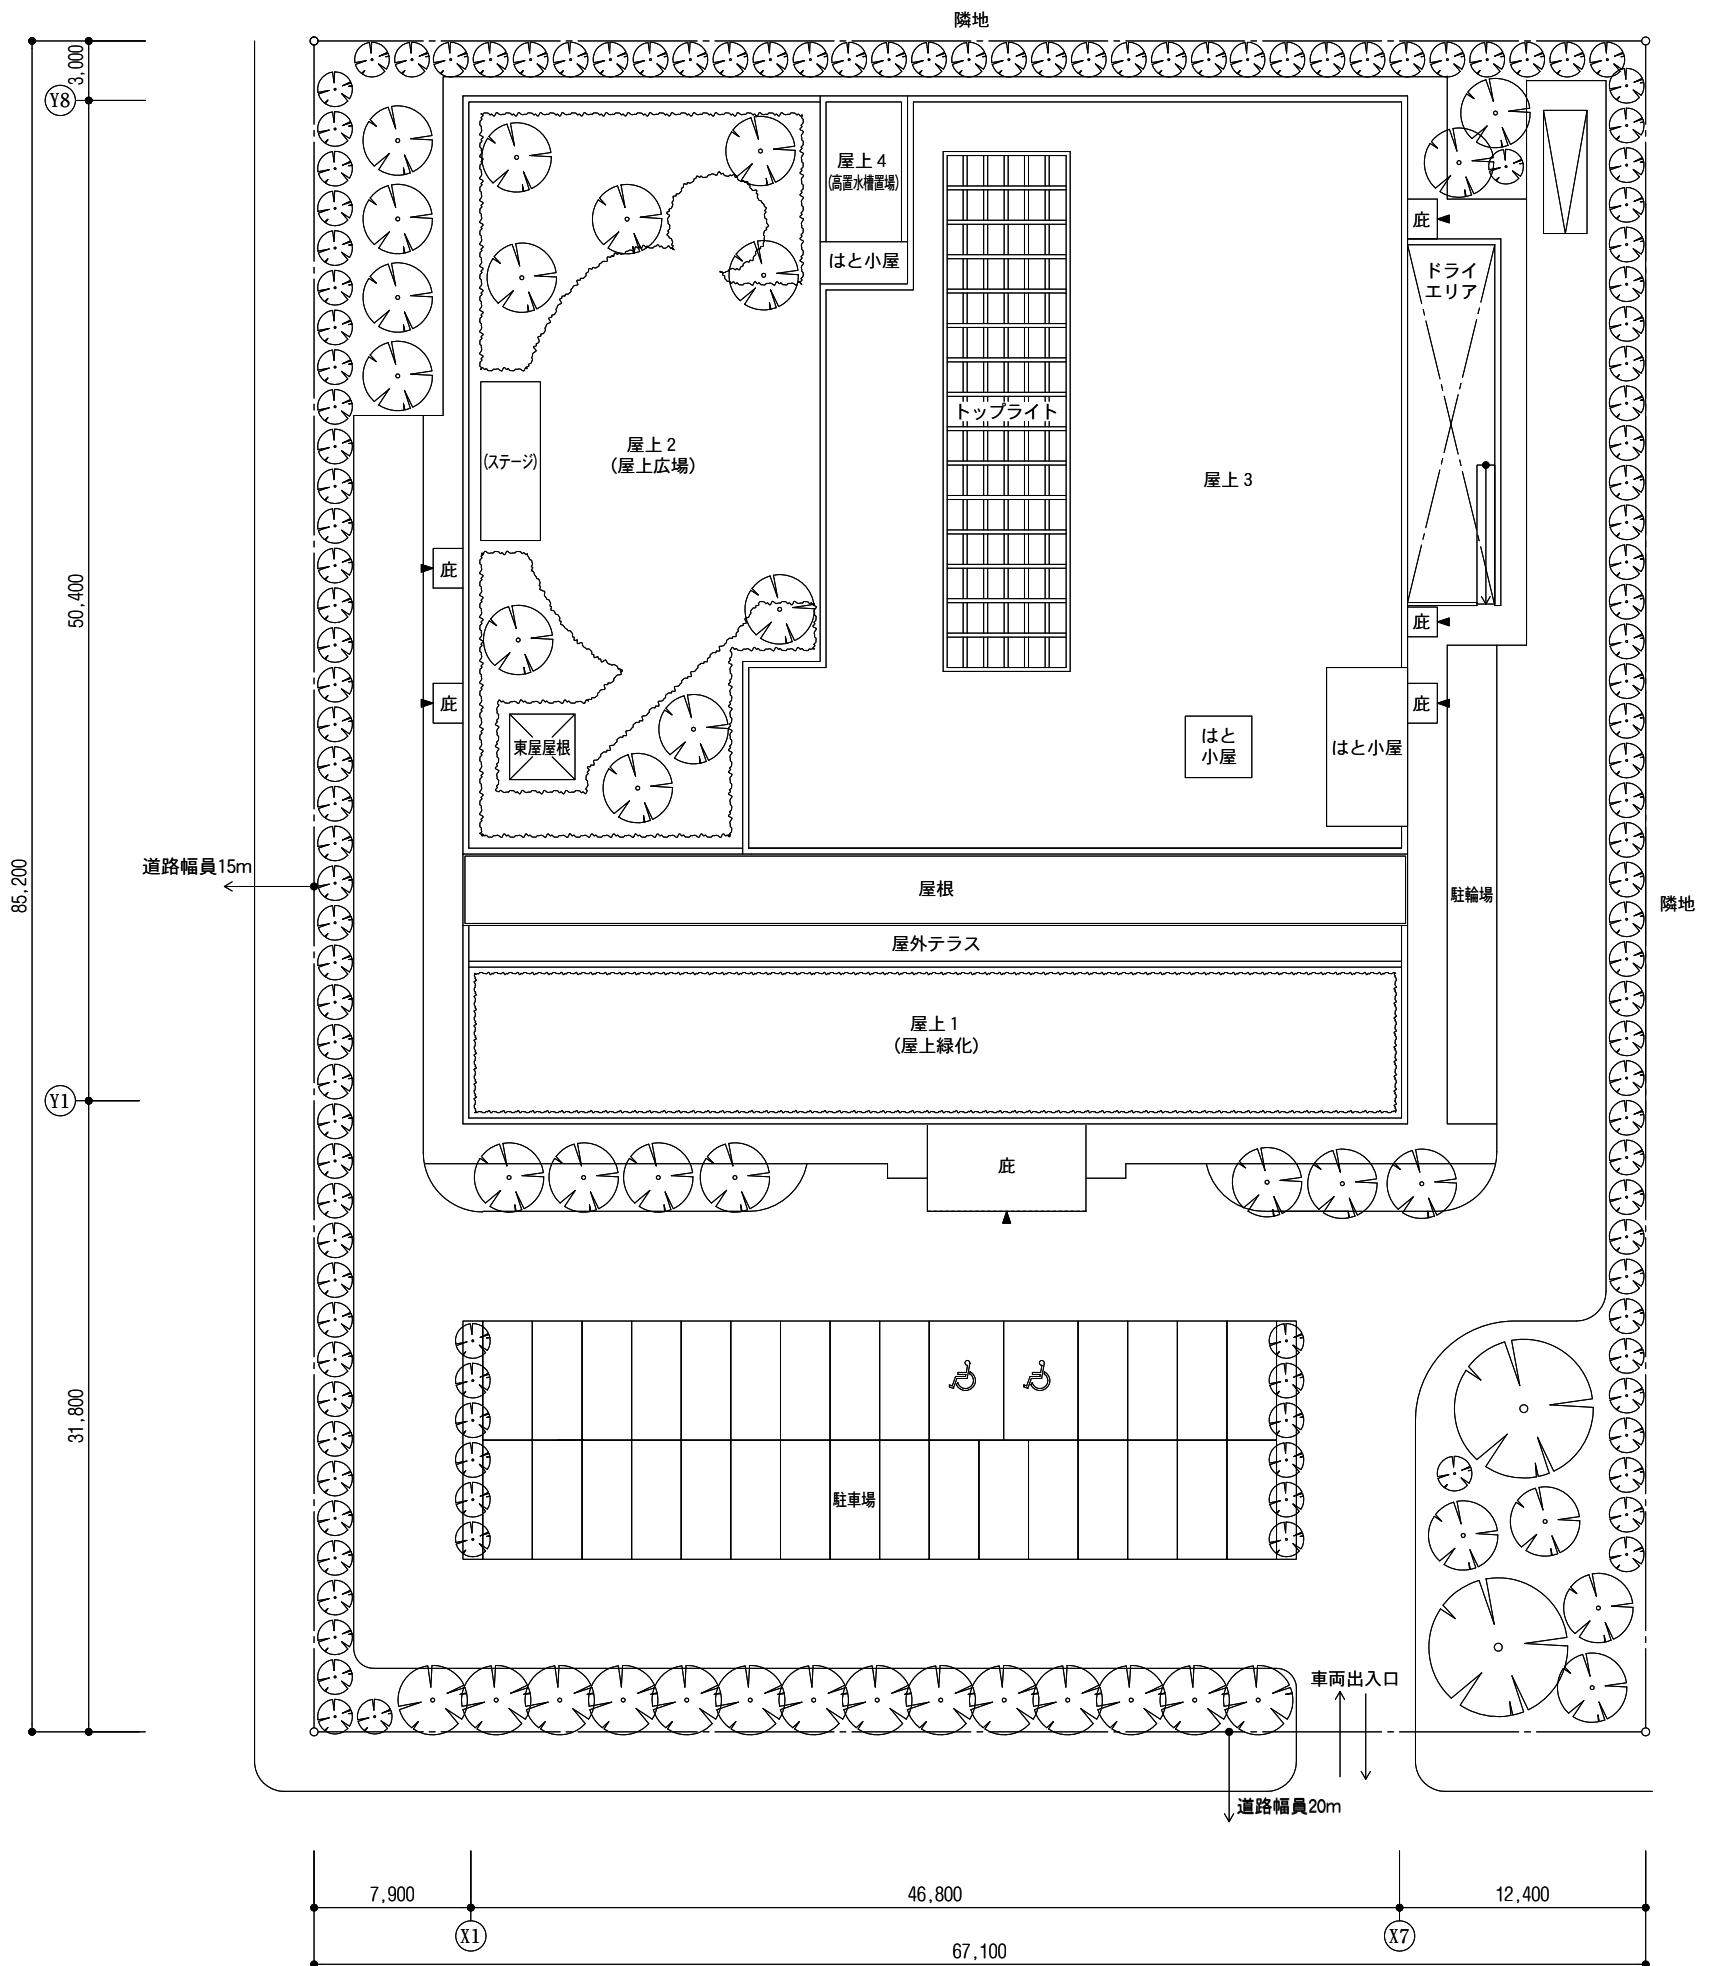 隣地
3,000
Y8
屋上4
(高置水槽置場)
はと小屋
庇
ドライ
エリア
トップライト
屋上2
(屋上広場)
(ステージ)
屋上3
50,400
庇
庇
庇
庇
東屋屋根
はと
小屋
はと小屋
道路幅員15m
85,200
屋根
駐輪場
隣地
屋外テラス
屋上1
(屋上緑化)
Y1
庇
31,800
駐車場
車両出入口
道路幅員20m
7,900
46,800
12,400
X1
X7
67,100